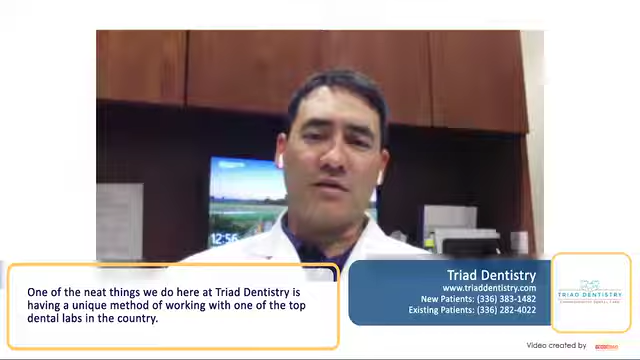 12:56
One of the neat things we do here at Triad Dentistry is
having a unique method of working with one of the top
dental labs in the country.
Triad Dentistry
www.triaddentistry.com
New Patients: (336) 383-1482
Existing Patients: (336) 282-4022
TRIAD DENTISTRY
Video created by